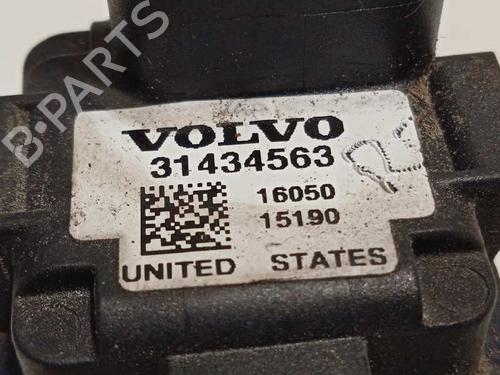 B-PARTS
VOLVO
31434563
16050
15190
UNITED STATES